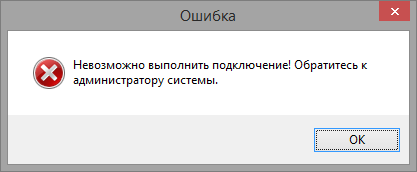 Ошибка
Невозможно выполнить подключение! Обратитесь к
администратору системы.
OK